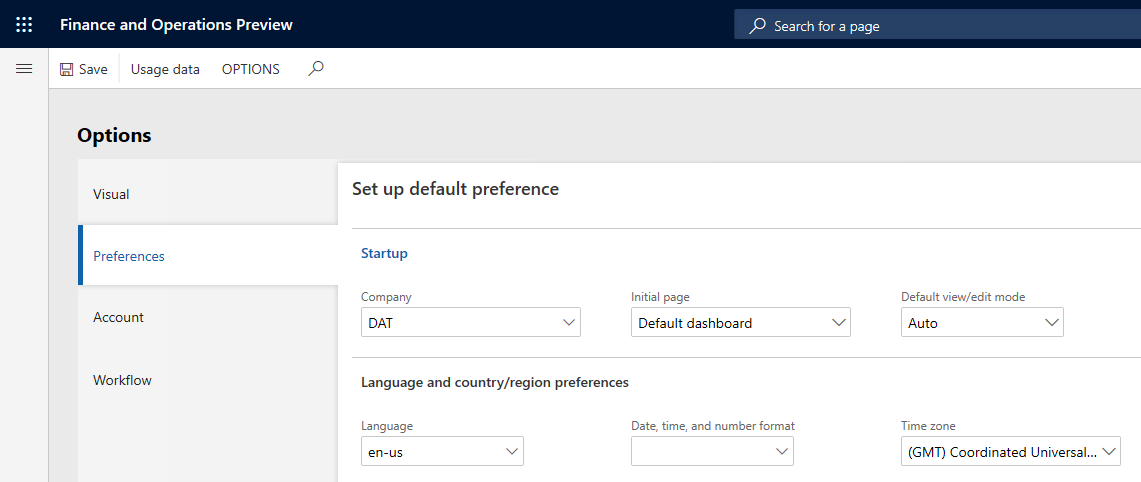 Finance and Operations Preview
Search for a page
Save
Usage data
OPTIONS
Options
Visual
Preferences
Account
Workflow
Set up default preference
Startup
Company
Initial page
Default view/edit mode
DAT
Default dashboard
Auto
Language and country/region preferences
Language
Date, time, and number format
Time zone
en-us
(GMT) Coordinated Universal...